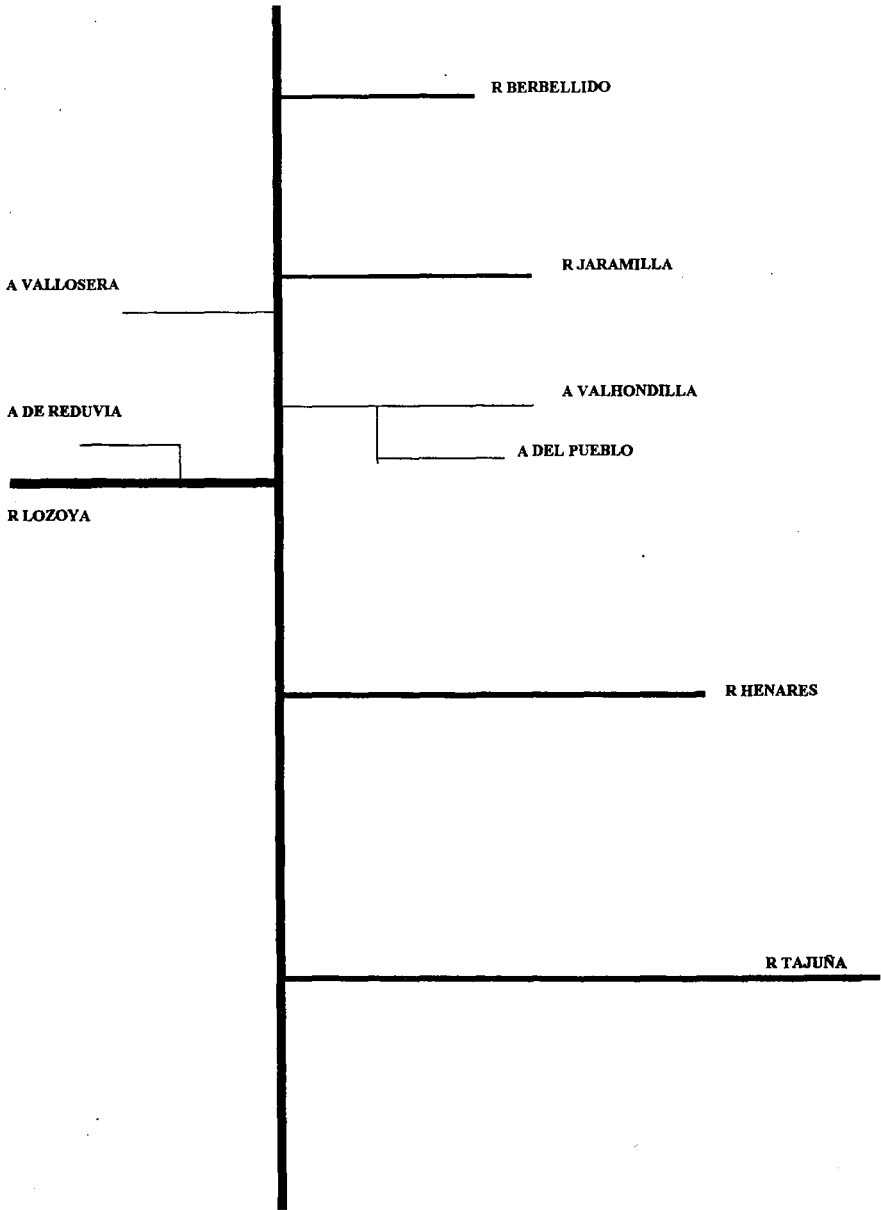 R BERBELLIDO
R JARAMILLA
A VALLOSERA
A VALHONDILLA
A DE REDUVIA
A DEL PUEBLO
R LOZOYA
R HENARES
R TAJUÑA